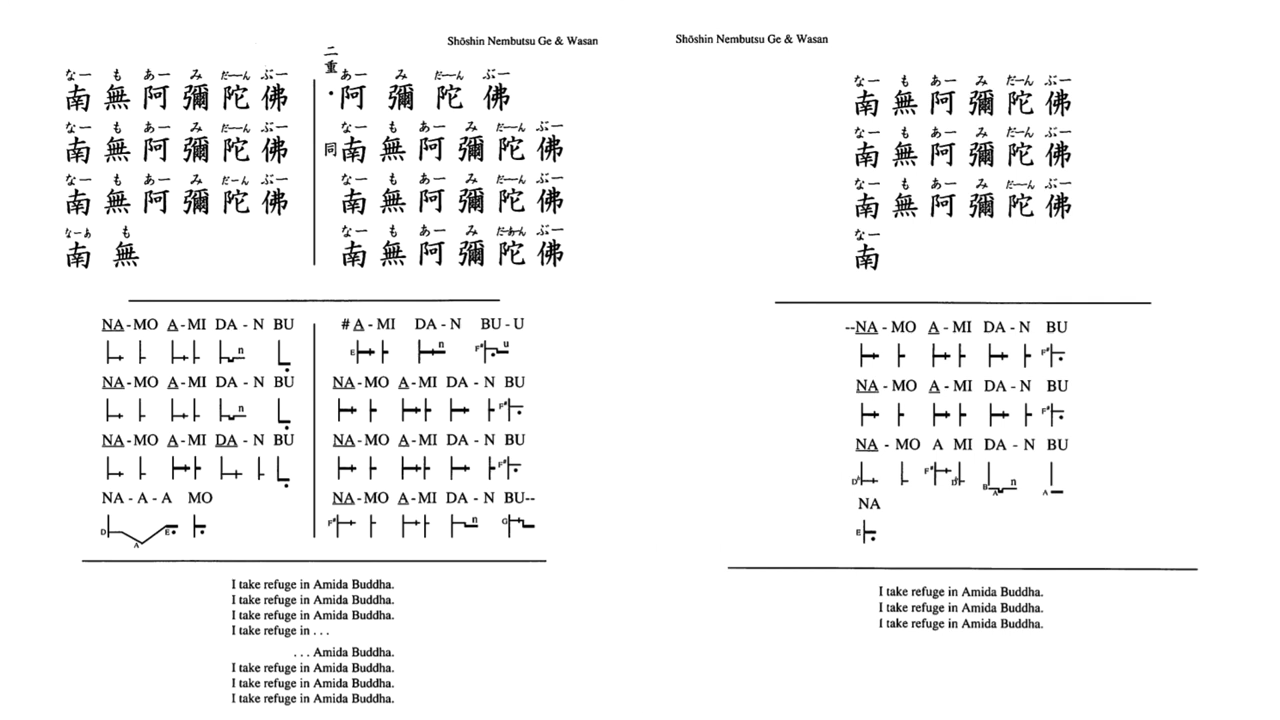 Shōshin Nembutsu Ge & Wasan
なー も あー み だーん ぶー
南 無 阿 彌 陀 佛
なー も あー み だーん ぶー
南 無 阿 彌 陀 佛
なー も あー み だーん ぶー
南 無 阿 彌 陀 佛
なーあ も
南 無
二重
あー み だーん ぶー
・阿 彌 陀 佛
なー も あー み だーん ぶー
同 南 無 阿 彌 陀 佛
なー も あー み だーん ぶー
南 無 阿 彌 陀 佛
なー も あー み だーあーん ぶー
南 無 阿 彌 陀 佛
NA - MO A - MI DA - N BU
n
NA - MO A - MI DA - N BU
n
NA - MO A - MI DA - N BU
NA - A - A MO
D A E
# A - MI DA - N BU - U
E n F# u
NA - MO A - MI DA - N BU
F#
NA - MO A - MI DA - N BU
F#
NA - MO A - MI DA - N BU--
F# n G
I take refuge in Amida Buddha.
I take refuge in Amida Buddha.
I take refuge in Amida Buddha.
I take refuge in . . .
. . . Amida Buddha.
I take refuge in Amida Buddha.
I take refuge in Amida Buddha.
I take refuge in Amida Buddha.
Shōshin Nembutsu Ge & Wasan
なー も あー み だーん ぶー
南 無 阿 彌 陀 佛
なー も あー み だーん ぶー
南 無 阿 彌 陀 佛
なー も あー み だーん ぶー
南 無 阿 彌 陀 佛
なー
南
--NA - MO A - MI DA - N BU
F#
NA - MO A - MI DA - N BU
F#
NA - MO A MI DA - N BU
F# B A n A
NA
E
I take refuge in Amida Buddha.
I take refuge in Amida Buddha.
I take refuge in Amida Buddha.